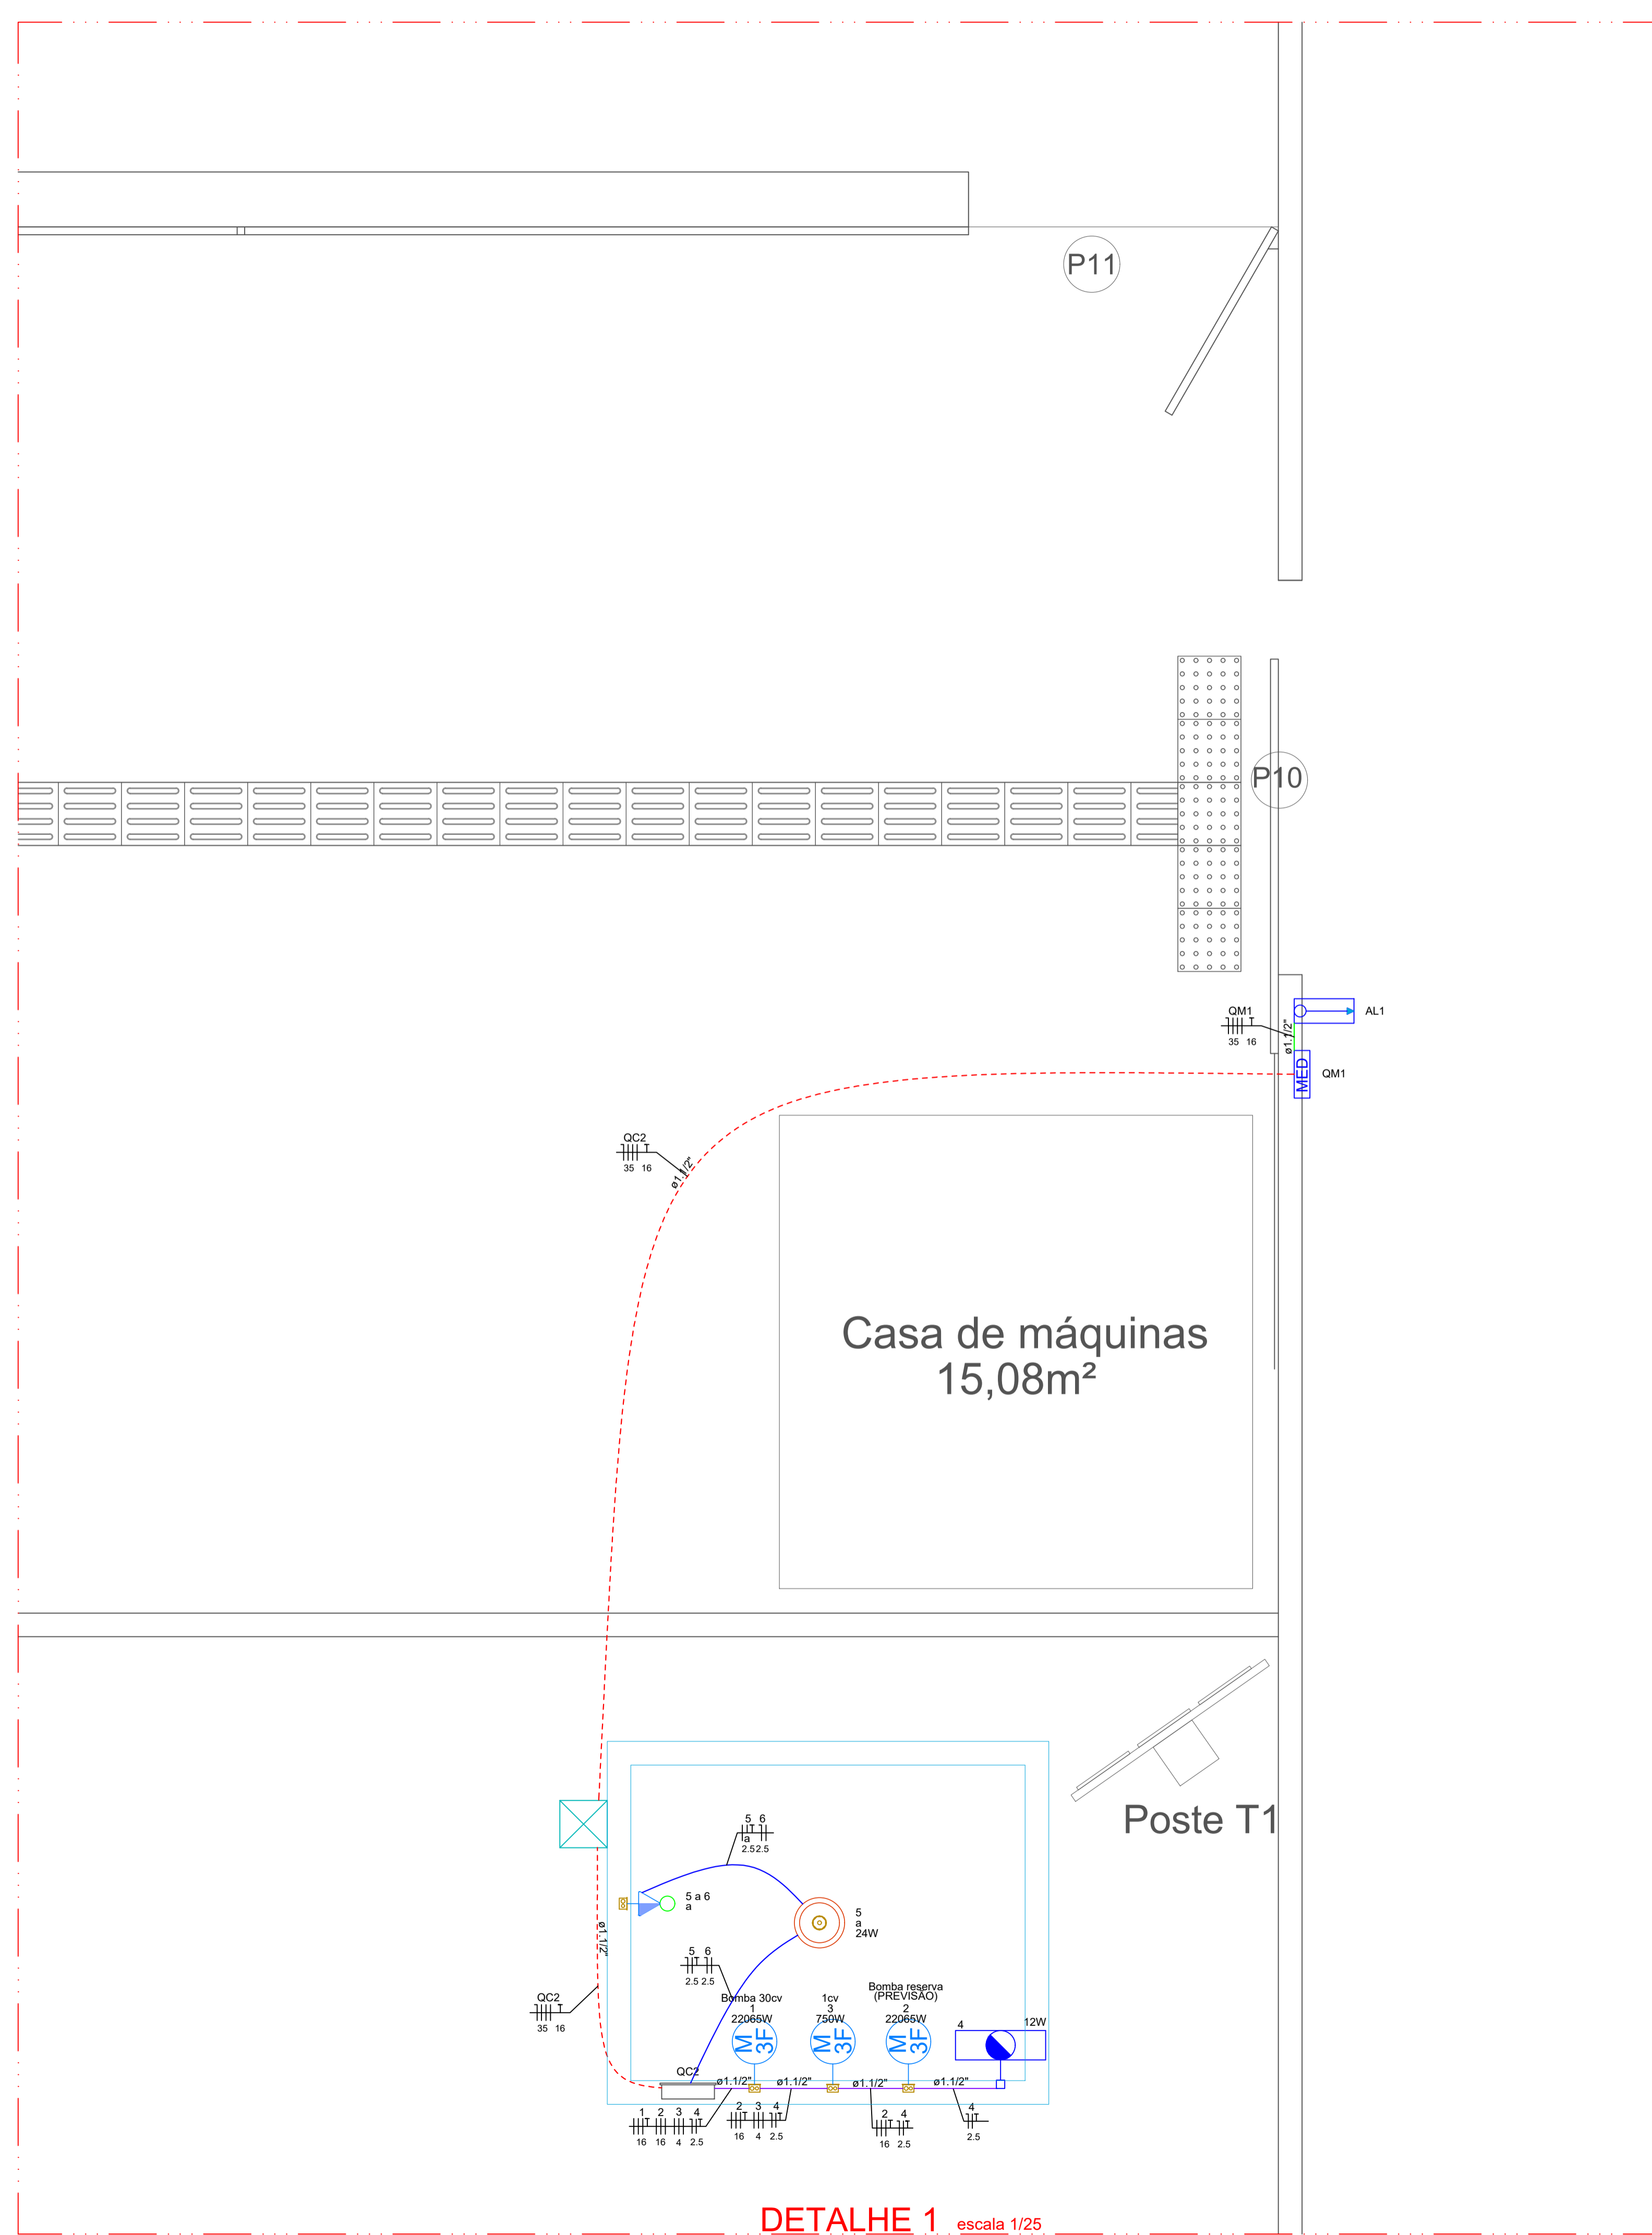 P11
P10
AL1
QM1
35 16
ø1.1/2"
MED
QM1
QC2
35 16
ø1.1/2"
Casa de máquinas
15,08m²
Poste T1
5 6
a
2.5 2.5
5 a 6
a
5
a
24W
ø1.1/2"
5 6
2.5 2.5
QC2
35 16
Bomba 30cv
1
22065W
M
3F
1cv
3
750W
M
3F
Bomba reserva
(PREVISÃO)
2
22065W
M
3F
4
12W
QC2
ø1.1/2"
ø1.1/2"
ø1.1/2"
ø1.1/2"
1 2 3 4
16 16 4 2.5
2 3 4
16 4 2.5
2 4
16 2.5
4
2.5
DETALHE 1 escala 1/25